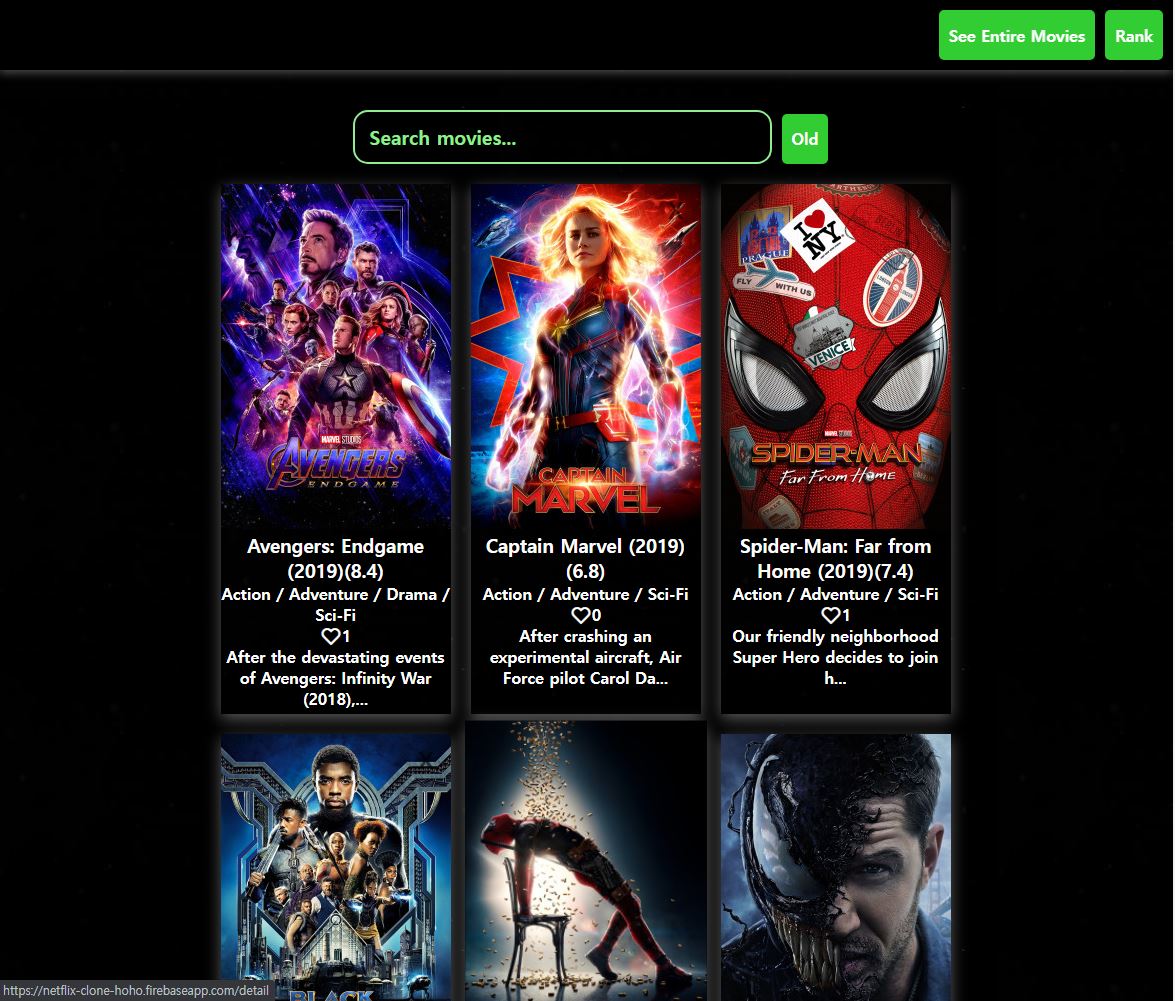 See Entire Movies
Rank
Search movies...
Old
MARVEL STUDIOS
AVENGERS
ENDGAME
CAPTAIN
MARVEL
PRAGUE
I NY
FLY WITH US
VENICE
MARVEL STUDIOS
SPIDER-MAN
Far From Home
ITALY
Avengers: Endgame
(2019)(8.4)
Action / Adventure / Drama /
Sci-Fi
1
After the devastating events
of Avengers: Infinity War
(2018),...
Captain Marvel (2019)
(6.8)
Action / Adventure / Sci-Fi
0
After crashing an
experimental aircraft, Air
Force pilot Carol Da...
Spider-Man: Far from
Home (2019)(7.4)
Action / Adventure / Sci-Fi
1
Our friendly neighborhood
Super Hero decides to join
h...
BLACK
https://netflix-clone-hoho.firebaseapp.com/detail